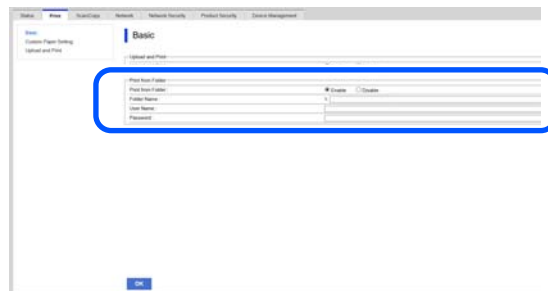 Status Print Scan/Copy Network Network Security Product Security Device Management
Basic
Custom Paper Setting
Upload and Print
Basic
Upload and Print
Print from Folder
Print from Folder : Enable Disable
Folder Name :
User Name :
Password :
OK